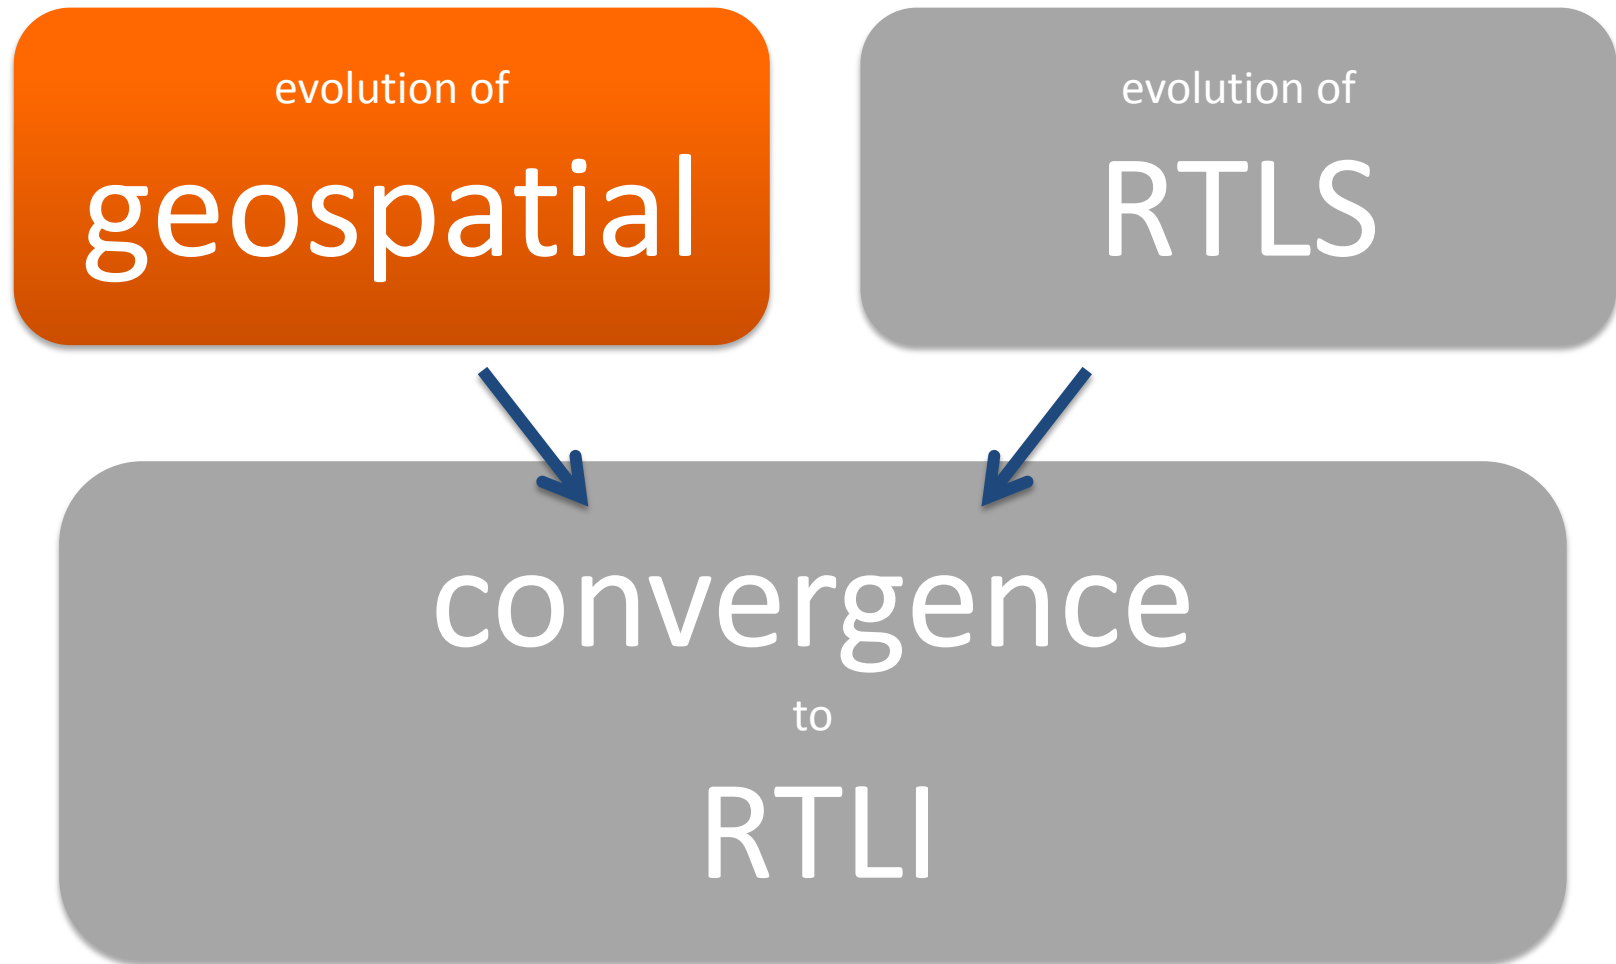 evolution of
geospatial
evolution of
RTLS
convergence
to
RTLI